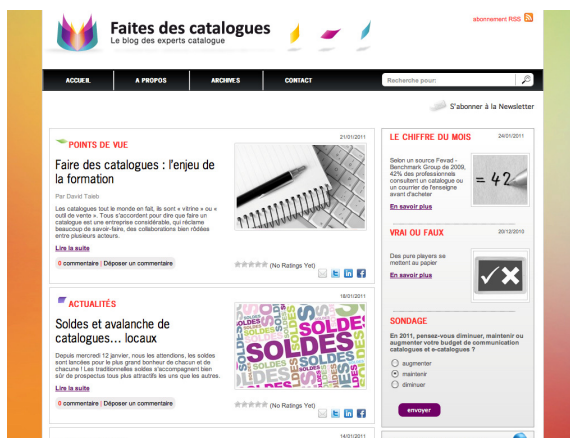 abonnement RSS
Faites des catalogues
Le blog des experts catalogue
ACCUEIL
A PROPOS
ARCHIVES
CONTACT
Recherche pour:
S'abonner à la Newsletter
POINTS DE VUE
21/01/2011
Faire des catalogues : l'enjeu de
la formation
Par David Taieb
Les catalogues tout le monde en fait, ils sont « vitrine » ou «
outil de vente ». Tous s'accordent pour dire que faire un
catalogue est une entreprise considérable, qui réclame
beaucoup de savoir-faire, des collaborations bien rôdées
entre plusieurs acteurs.
Lire la suite
0 commentaire | Déposer un commentaire
(No Ratings Yet)
ACTUALITÉS
18/01/2011
Soldes et avalanche de
catalogues… locaux
Depuis mercredi 12 janvier, nous les attendions, les soldes
sont lancées pour le plus grand bonheur de chacun et de
chacune ! Les traditionnelles soldes s'accompagnent bien
sûr de prospectus tous plus attractifs les uns que les autres.
Lire la suite
SOLDES
0 commentaire | Déposer un commentaire
(No Ratings Yet)
14/01/2011
LE CHIFFRE DU MOIS
24/01/2011
Selon un source Fevad -
Benchmark Group de 2009,
42% des professionnels
consultent un catalogue ou
un courrier de l'enseigne
avant d'acheter
= 42
En savoir plus
VRAI OU FAUX
20/12/2010
Des pure players se
mettent au papier
En savoir plus
SONDAGE
En 2011, pensez-vous diminuer, maintenir ou
augmenter votre budget de communication
catalogues et e-catalogues ?
augmenter
maintenir
diminuer
envoyer